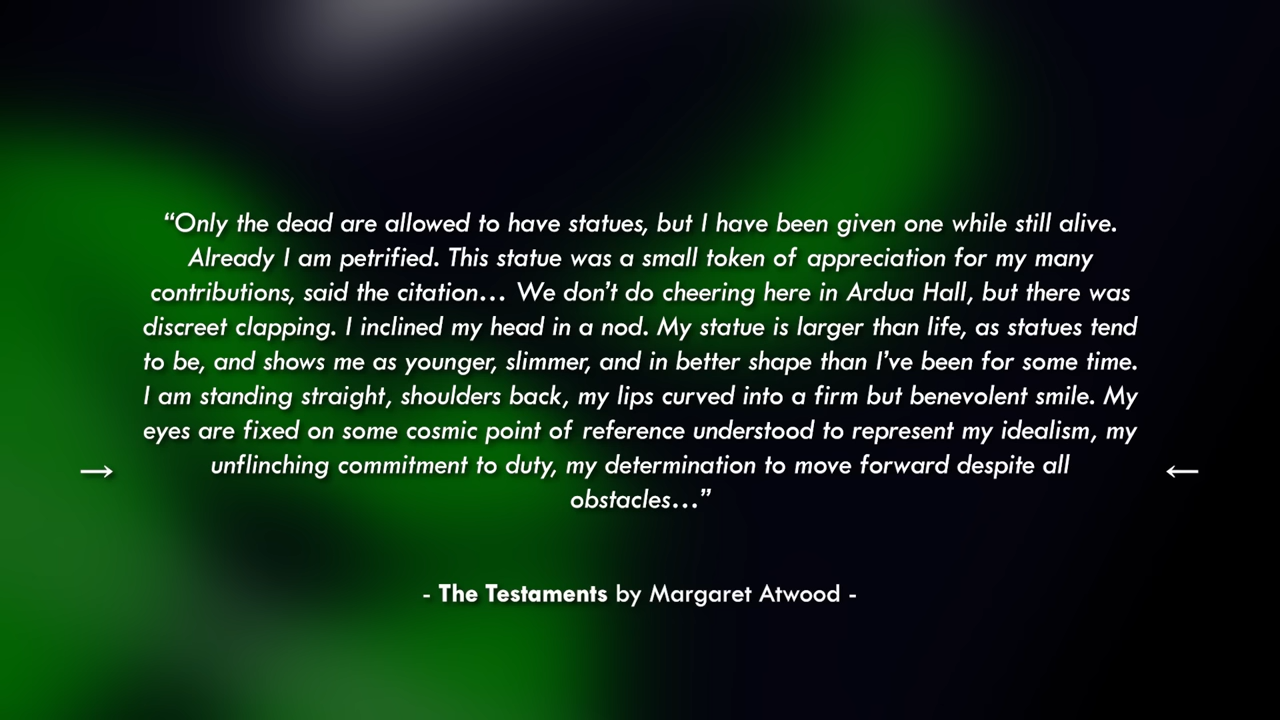 “Only the dead are allowed to have statues, but I have been given one while still alive.
Already I am petrified. This statue was a small token of appreciation for my many
contributions, said the citation... We don’t do cheering here in Ardua Hall, but there was
discreet clapping. I inclined my head in a nod. My statue is larger than life, as statues tend
to be, and shows me as younger, slimmer, and in better shape than I’ve been for some time.
I am standing straight, shoulders back, my lips curved into a firm but benevolent smile. My
eyes are fixed on some cosmic point of reference understood to represent my idealism, my
→ unflinching commitment to duty, my determination to move forward despite all ←
obstacles...”
- The Testaments by Margaret Atwood -